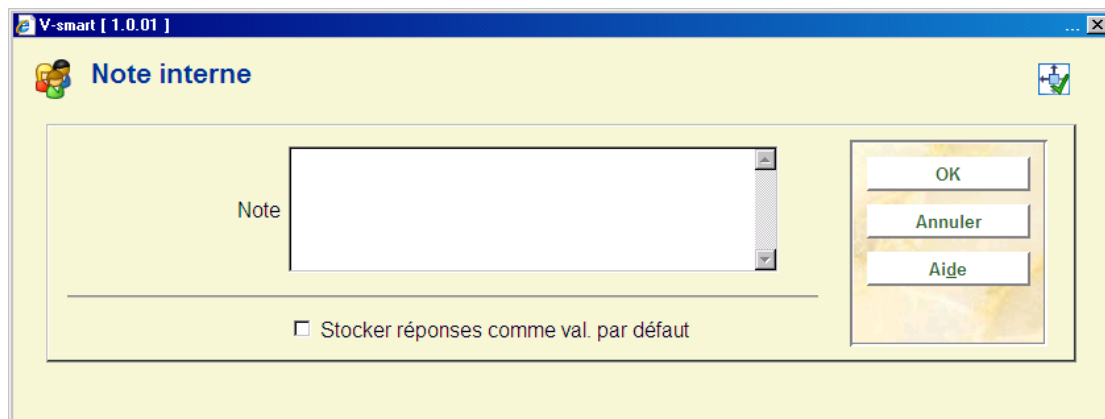 V-smart [ 1.0.01 ]
...
Note interne
Note
OK
Annuler
Aide
Stocker réponses comme val. par défaut